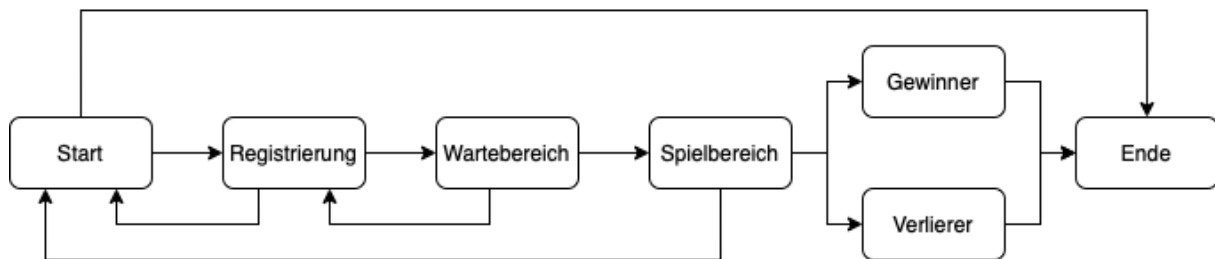 Start
Registrierung
Wartebereich
Spielbereich
Gewinner
Verlierer
Ende